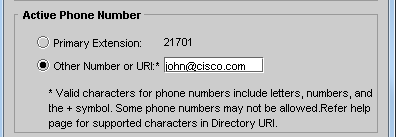 Active Phone Number
Primary Extension: 21701
Other Number or URI:* john@cisco.com
* Valid characters for phone numbers include letters, numbers, and
the + symbol. Some phone numbers may not be allowed.Refer help
page for supported characters in Directory URI.